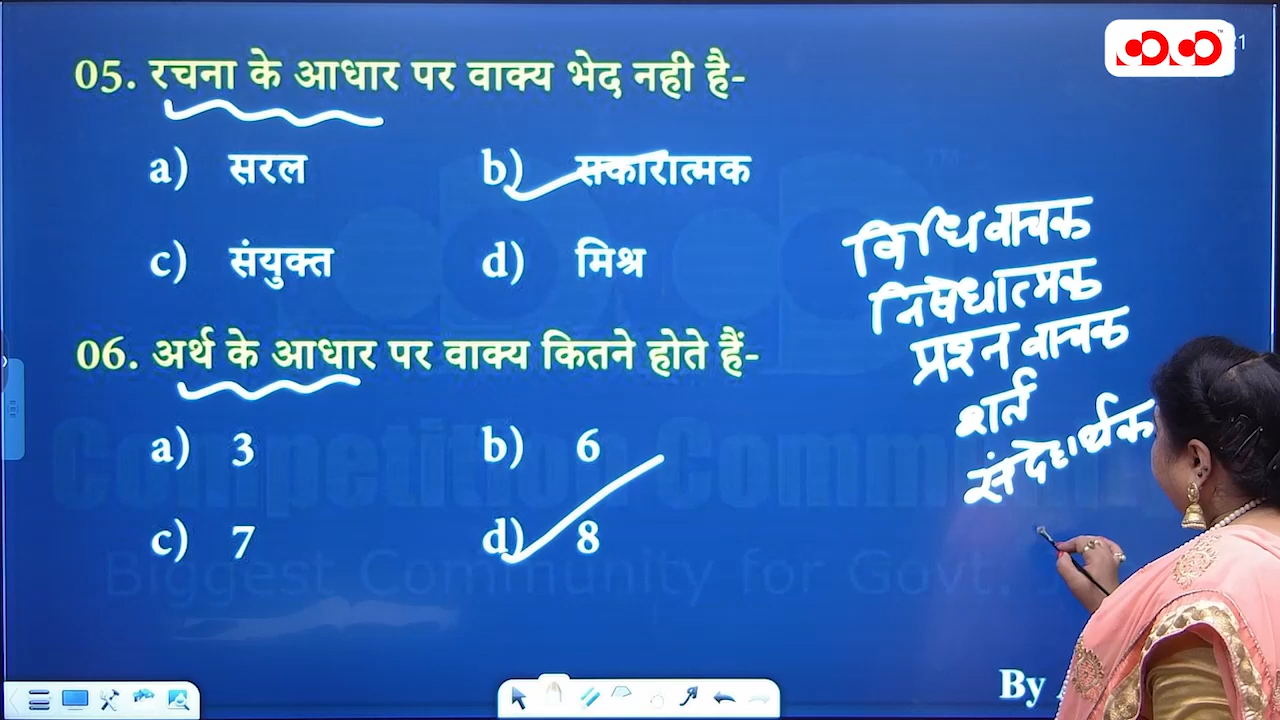 21
05. रचना के आधार पर वाक्य भेद नही है-
a) सरल b) सकारात्मक
c) संयुक्त d) मिश्र
06. अर्थ के आधार पर वाक्य कितने होते हैं-
a) 3 b) 6
c) 7 d) 8
विधिवाचक
निषेधात्मक
प्रश्नवाचक
शर्त
संदेहार्थक
Competition Community
Biggest Community for Govt.
By